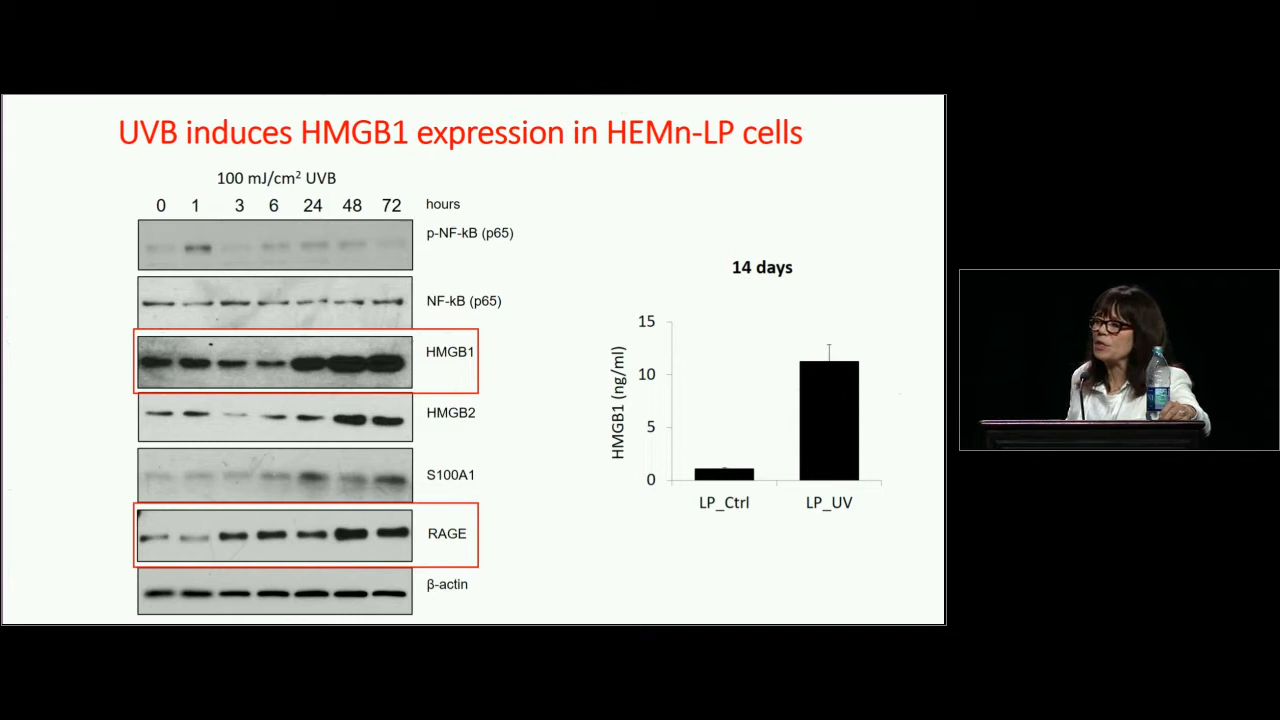 UVB induces HMGB1 expression in HEMn-LP cells
100 mJ/cm² UVB
0 1 3 6 24 48 72 hours
p-NF-kB (p65)
NF-kB (p65)
HMGB1
HMGB2
S100A1
RAGE
β-actin
14 days
HMGB1 (ng/ml)
15
10
5
0
LP_Ctrl LP_UV